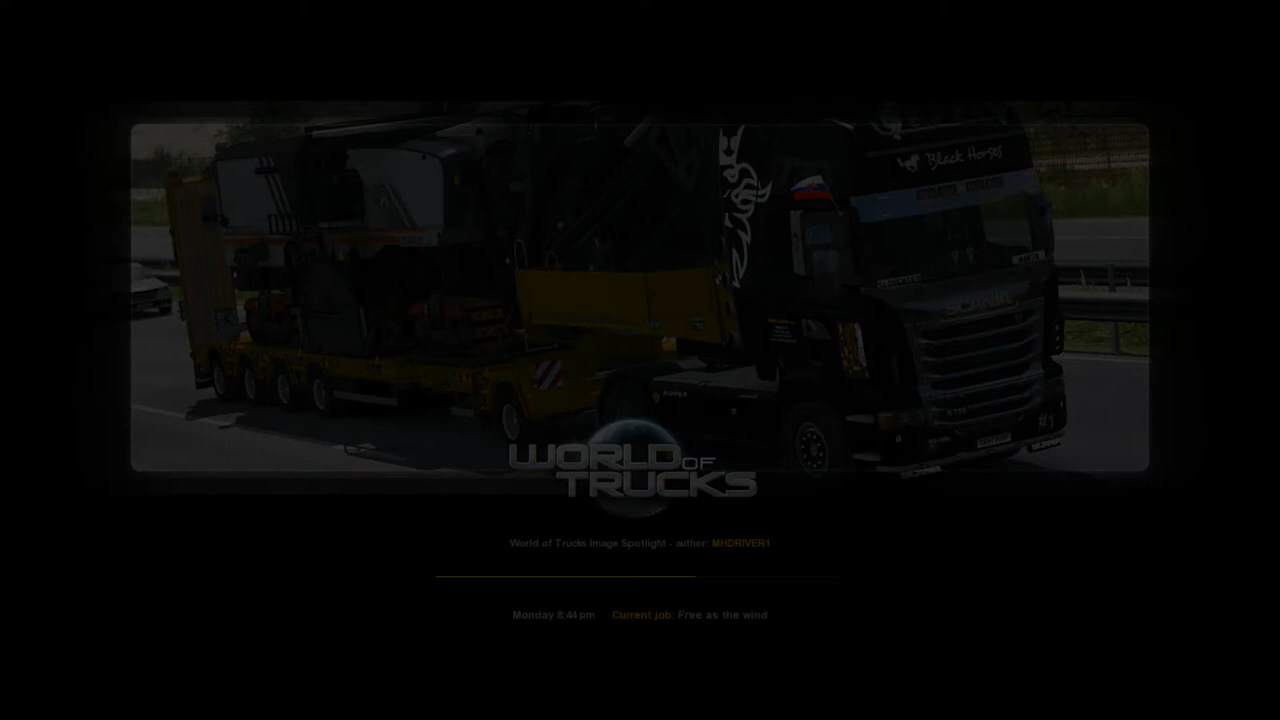 Black Horses
SCANIA
WORLD OF
TRUCKS
World of Trucks Image Spotlight - author: MHDRIVER1
Monday 8:44 pm Current job: Free as the wind